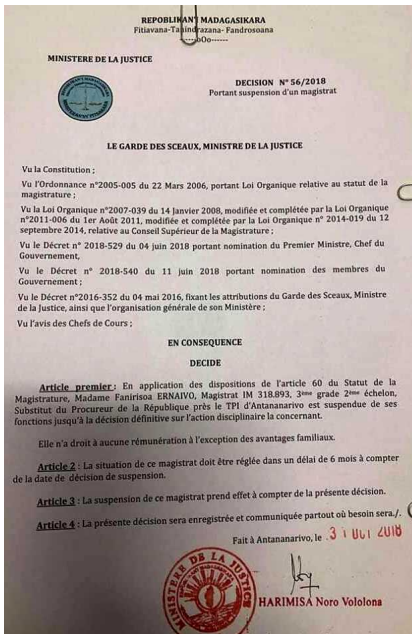 REPOBLIKAN'I MADAGASIKARA
Fitiavana-Tanindrazana- Fandrosoana
------oOo------
MINISTERE DE LA JUSTICE
DECISION N°56/2018
Portant suspension d'un magistrat
LE GARDE DES SCEAUX, MINISTRE DE LA JUSTICE
Vu la Constitution ;
Vu l'Ordonnance n°2005-005 du 22 Mars 2006, portant Loi Organique relative au statut de la
magistrature ;
Vu la Loi Organique n°2007-039 du 14 Janvier 2008, modifiée et complétée par la Loi Organique
n°2011-006 du 1er Août 2011, modifiée et complétée par la Loi Organique n° 2014-019 du 12
septembre 2014, relative au Conseil Supérieur de la Magistrature ;
Vu le Décret n° 2018-529 du 04 juin 2018 portant nomination du Premier Ministre, Chef du
Gouvernement,
Vu le Décret n° 2018-540 du 11 juin 2018 portant nomination des membres du
Gouvernement ;
Vu le Décret n°2016-352 du 04 mai 2016, fixant les attributions du Garde des Sceaux, Ministre
de la Justice, ainsi que l'organisation générale de son Ministère ;
Vu l'avis des Chefs de Cours ;
EN CONSEQUENCE
DECIDE
Article premier : En application des dispositions de l'article 60 du Statut de la
Magistrature, Madame Fanirisoa ERNAIVO, Magistrat IM 318.893, 3ème grade 2ème échelon,
Substitut du Procureur de la République près le TPI d'Antananarivo est suspendue de ses
fonctions jusqu'à la décision définitive sur l'action disciplinaire la concernant.
Elle n'a droit à aucune rémunération à l'exception des avantages familiaux.
Article 2 : La situation de ce magistrat doit être réglée dans un délai de 6 mois à compter
de la date de décision de suspension.
Article 3 : La suspension de ce magistrat prend effet à compter de la présente décision.
Article 4 : La présente décision sera enregistrée et communiquée partout où besoin sera./.
Fait à Antananarivo, le 31 OCT 2018
MINISTERE DE LA JUSTICE
HARIMISA Noro Vololona